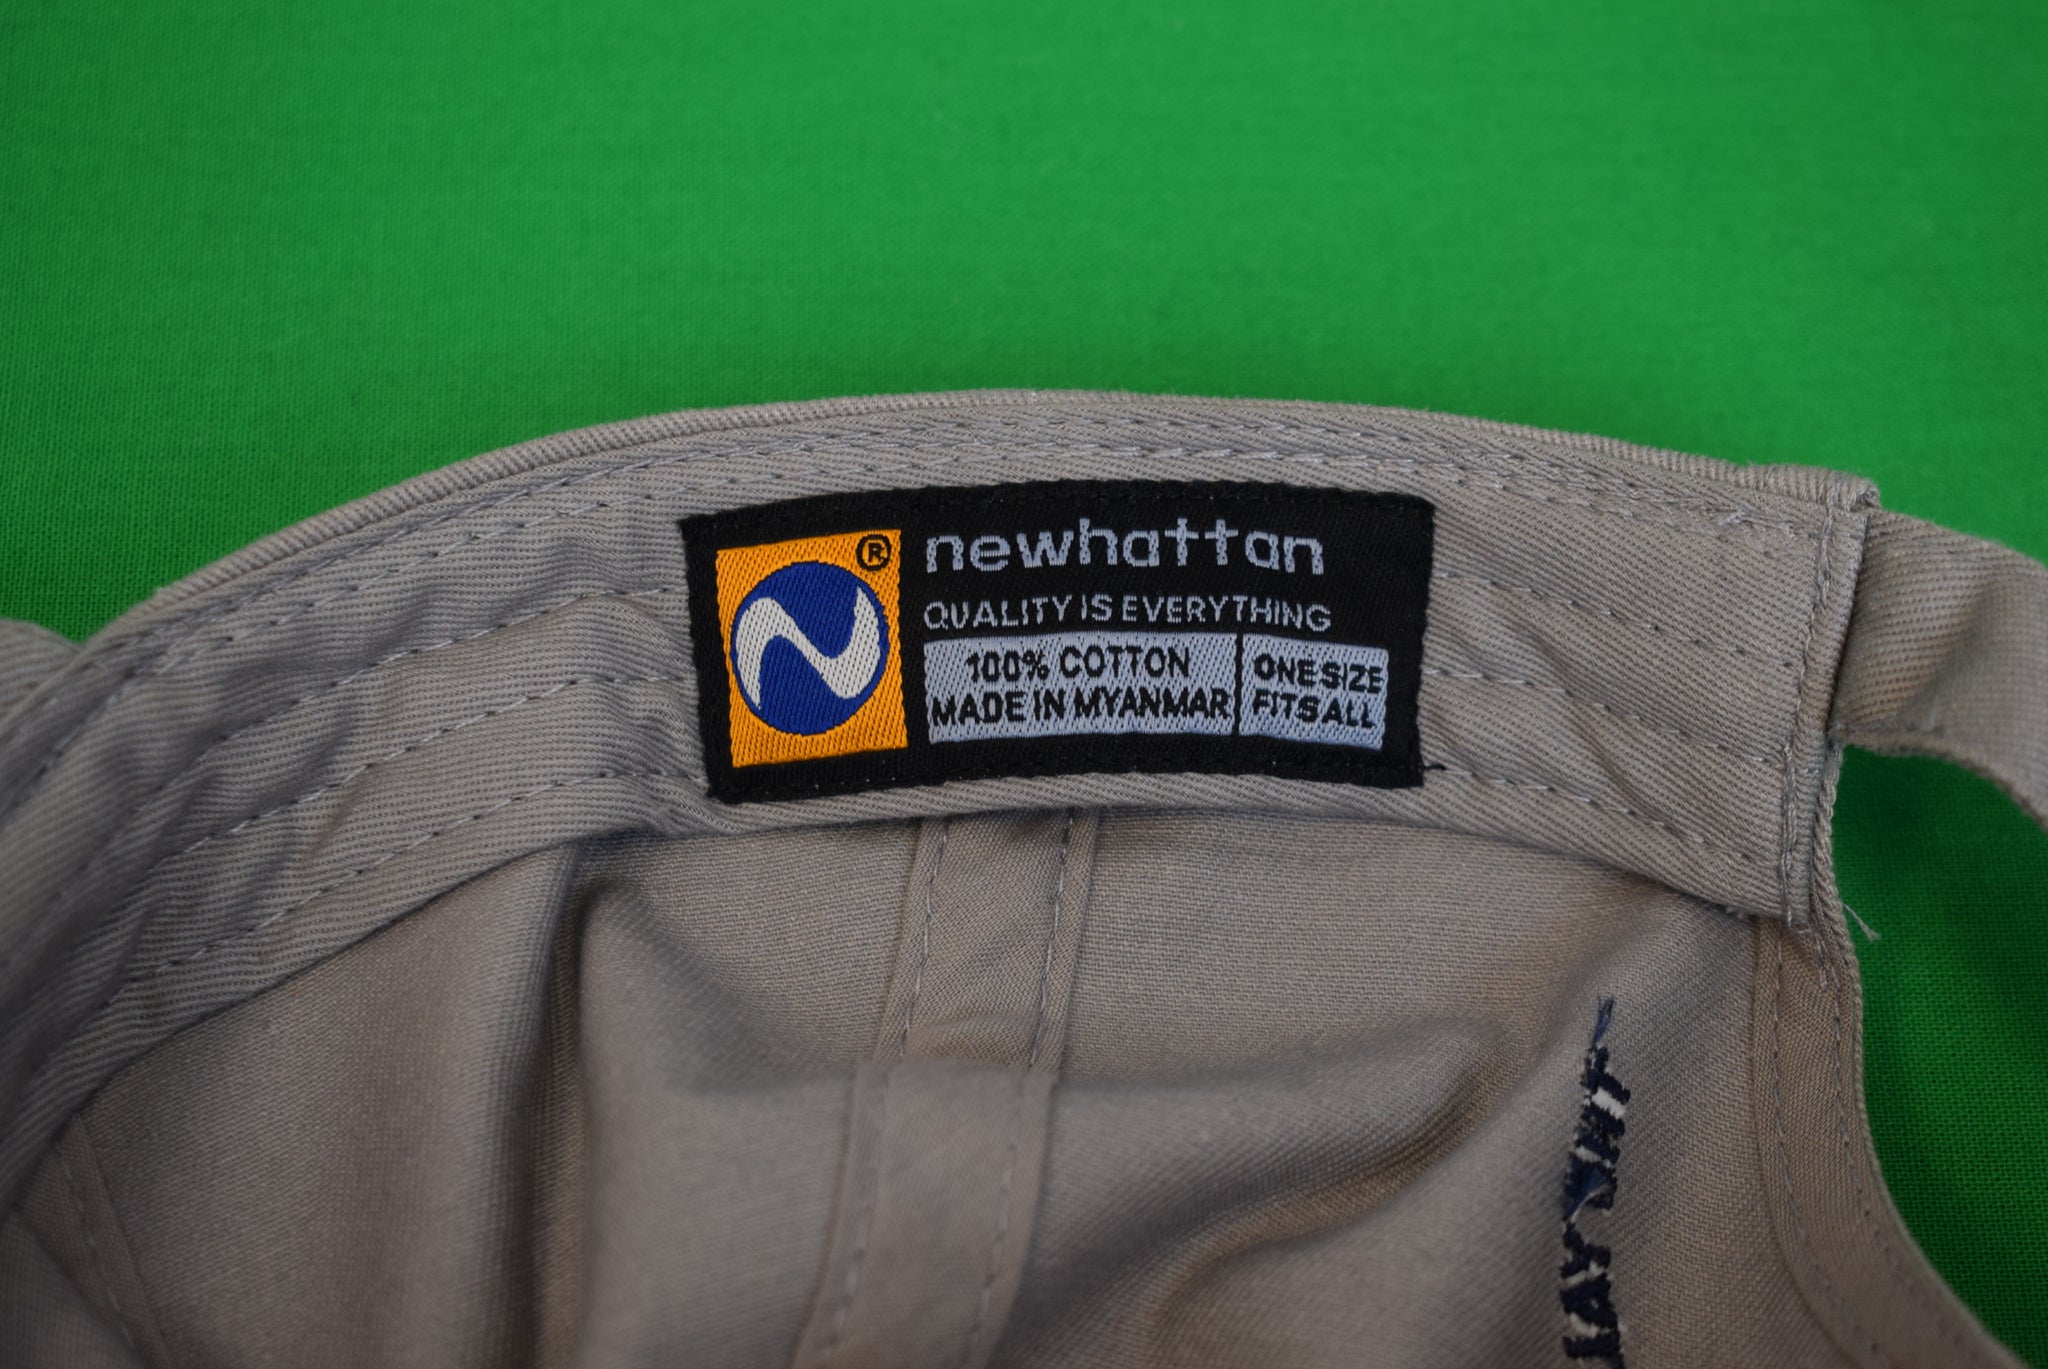 ®
newhattan
QUALITY IS EVERYTHING
100% COTTON
MADE IN MYANMAR
ONE SIZE
FITS ALL